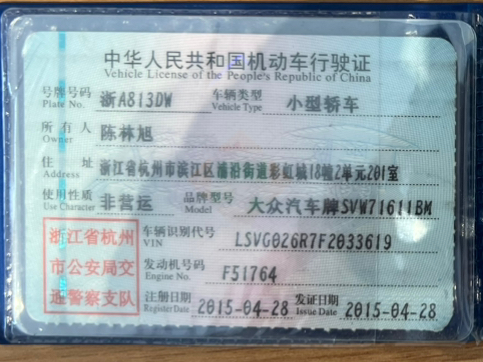 中华人民共和国机动车行驶证
Vehicle License of the People's Republic of China
号牌号码 浙A813DW 车辆类型 小型轿车
Plate No. Vehicle Type
所有人 陈林旭
Owner
住址 浙江省杭州市滨江区浦沿街道彩虹城18幢2单元201室
Address
使用性质 非营运 品牌型号 大众汽车牌SVW71611BM
Use Character Model
浙江省杭州
市公安局交
通警察支队
车辆识别代号 LSVG026R7F2033619
VIN
发动机号码 F51764
Engine No.
注册日期 2015-04-28 发证日期 2015-04-28
Register Date Issue Date